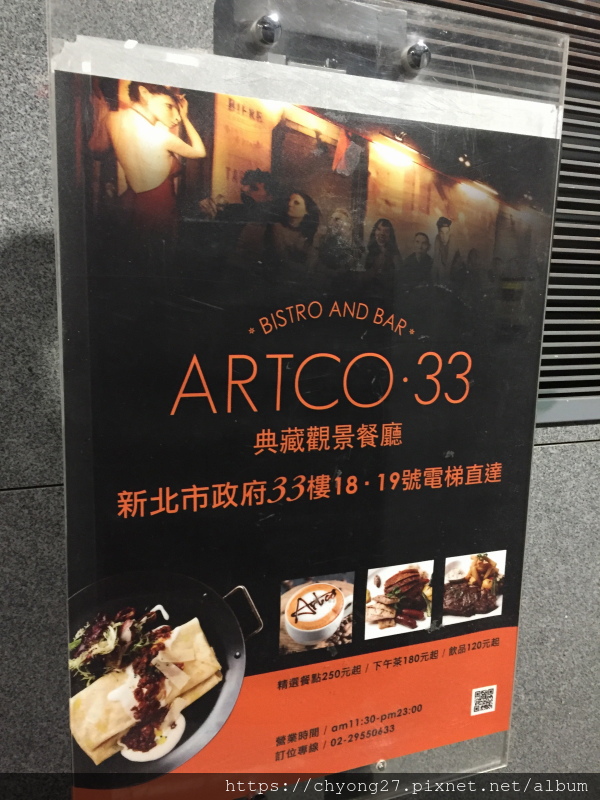 BIERE
* BISTRO AND BAR *
ARTCO·33
典藏觀景餐廳
新北市政府33樓18·19號電梯直達
Artco
精選餐點250元起 / 下午茶180元起 / 飲品120元起
營業時間 / am11:30-pm23:00
訂位專線 / 02-29550633
https://chyong27.pixnet.net/album